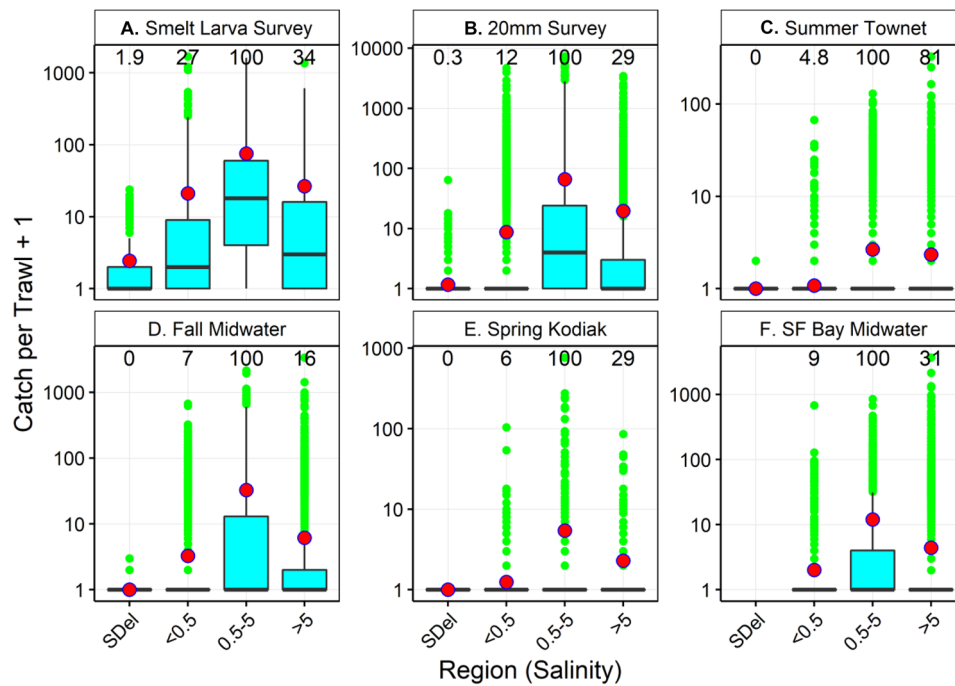 A. Smelt Larva Survey
B. 20mm Survey
C. Summer Townet
1.9 27 100 34
0.3 12 100 29
0 4.8 100 81
1000
100
10
1
10000
1000
100
10
1
100
10
1
Catch per Trawl + 1
D. Fall Midwater
E. Spring Kodiak
F. SF Bay Midwater
0 7 100 16
0 6 100 29
9 100 31
1000
100
10
1
1000
100
10
1
1000
100
10
1
SDel <0.5 0.5-5 >5
SDel <0.5 0.5-5 >5
SDel <0.5 0.5-5 >5
Region (Salinity)